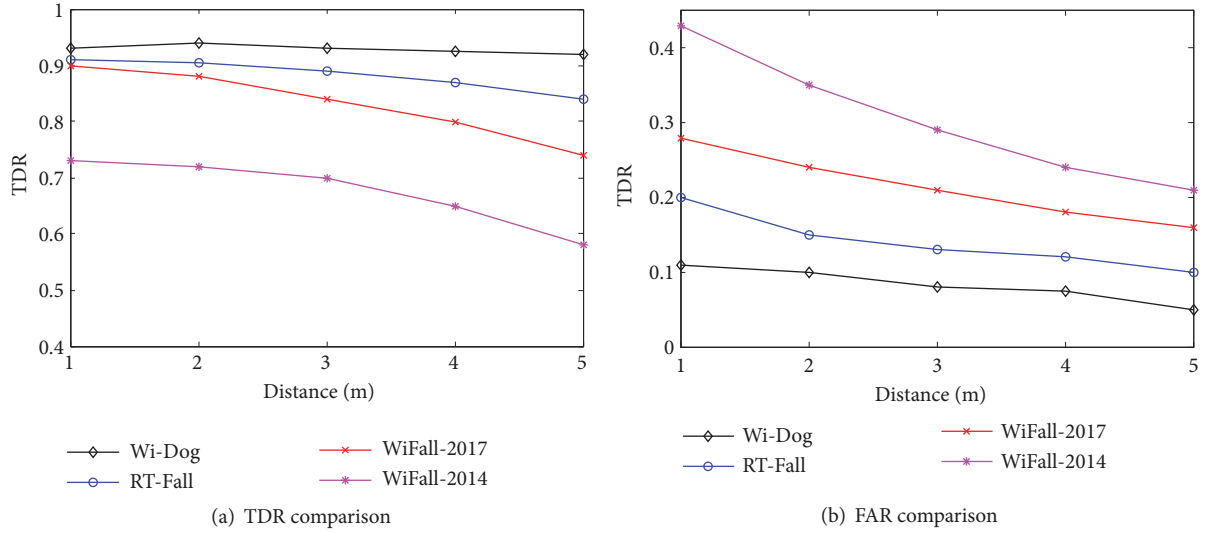 1
0.9
0.8
0.7
0.6
0.5
0.4
TDR
1 2 3 4 5
Distance (m)
Wi-Dog
RT-Fall
WiFall-2017
WiFall-2014
(a) TDR comparison
0.4
0.3
0.2
0.1
0
TDR
1 2 3 4 5
Distance (m)
Wi-Dog
RT-Fall
WiFall-2017
WiFall-2014
(b) FAR comparison